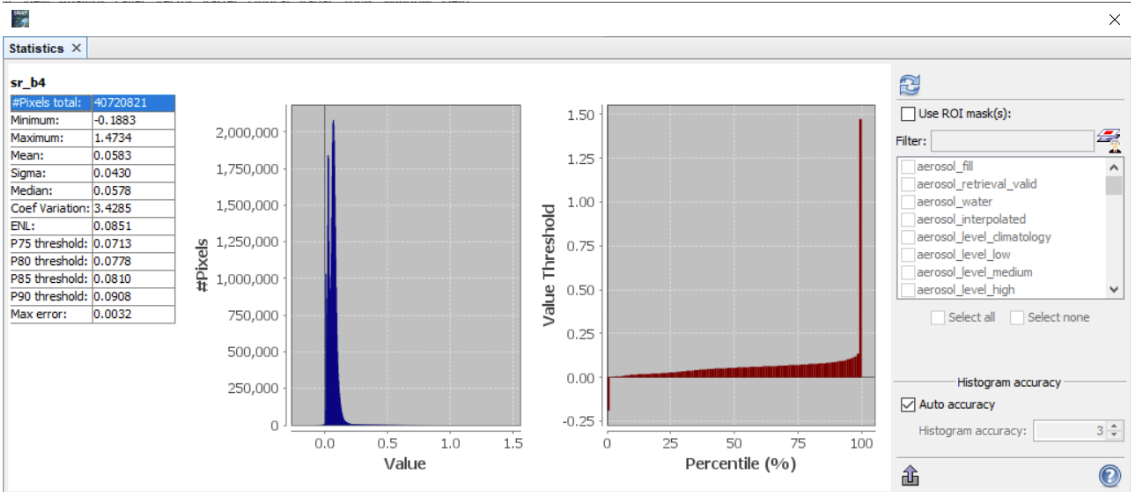 Statistics
sr_b4
#Pixels total: 40720821
Minimum: -0.1883
Maximum: 1.4734
Mean: 0.0583
Sigma: 0.0430
Median: 0.0578
Coef Variation: 3.4285
ENL: 0.0851
P75 threshold: 0.0713
P80 threshold: 0.0778
P85 threshold: 0.0810
P90 threshold: 0.0908
Max error: 0.0032
#Pixels
2,000,000
1,750,000
1,500,000
1,250,000
1,000,000
750,000
500,000
250,000
0
0.0 0.5 1.0 1.5
Value
Value Threshold
1.50
1.25
1.00
0.75
0.50
0.25
0.00
-0.25
0 25 50 75 100
Percentile (%)
Use ROI mask(s):
Filter:
aerosol_fill
aerosol_retrieval_valid
aerosol_water
aerosol_interpolated
aerosol_level_climatology
aerosol_level_low
aerosol_level_medium
aerosol_level_high
Select all Select none
Histogram accuracy
Auto accuracy
Histogram accuracy: 3